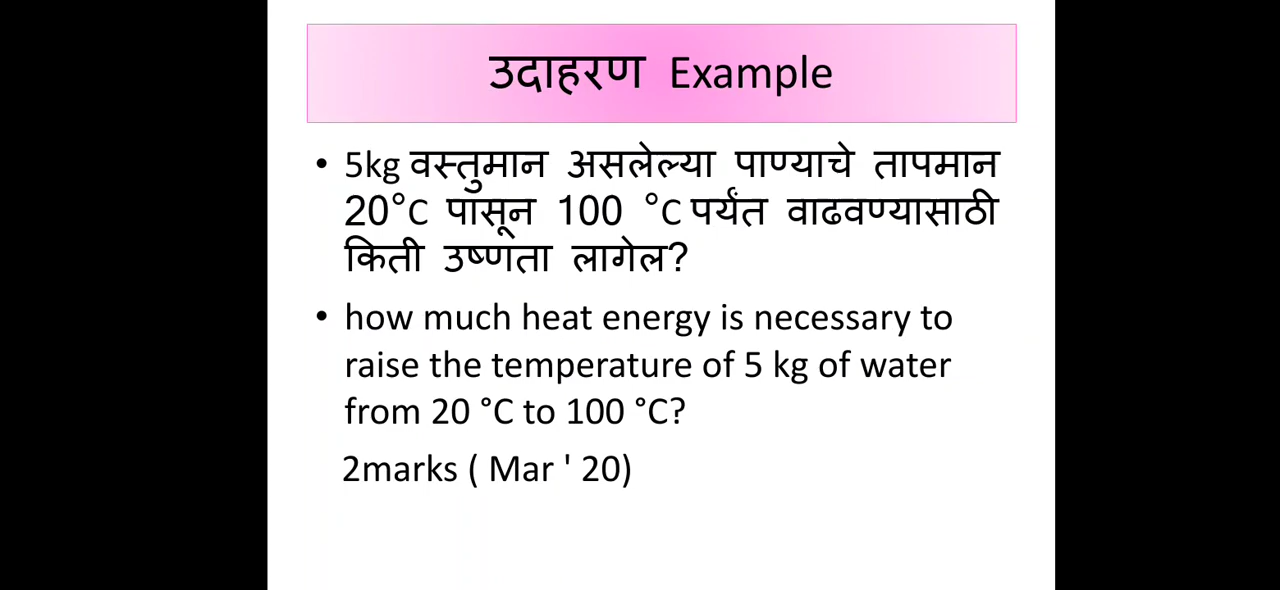 उदाहरण Example
• 5kg वस्तुमान असलेल्या पाण्याचे तापमान
20°C पासून 100 °C पर्यंत वाढवण्यासाठी
किती उष्णता लागेल?
• how much heat energy is necessary to
raise the temperature of 5 kg of water
from 20 °C to 100 °C?
2marks ( Mar ' 20)